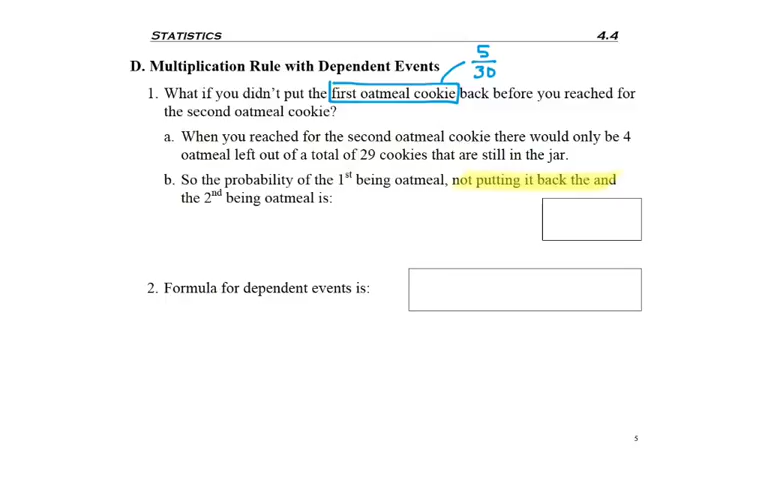 STATISTICS 4.4
D. Multiplication Rule with Dependent Events
5
30
1. What if you didn't put the first oatmeal cookie back before you reached for
the second oatmeal cookie?
a. When you reached for the second oatmeal cookie there would only be 4
oatmeal left out of a total of 29 cookies that are still in the jar.
b. So the probability of the 1st being oatmeal, not putting it back the and
the 2nd being oatmeal is:
2. Formula for dependent events is:
5